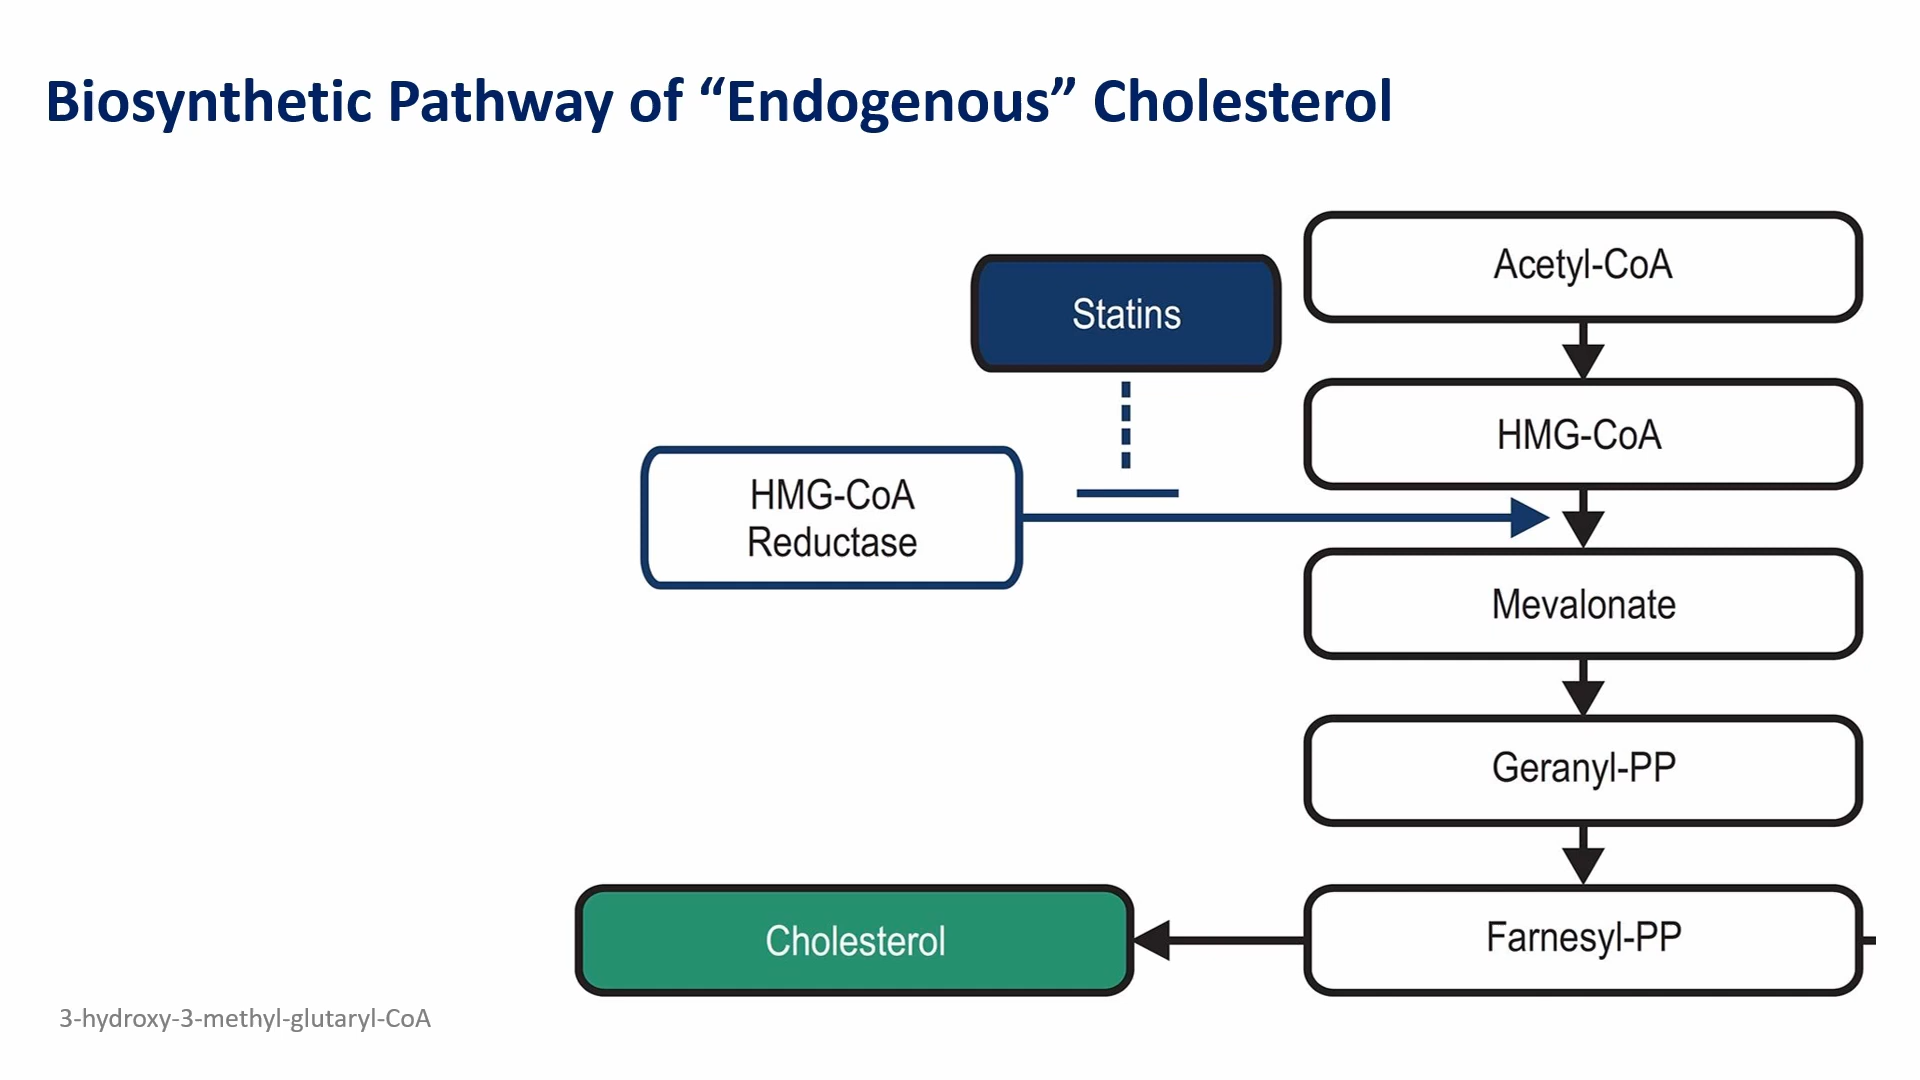 Biosynthetic Pathway of “Endogenous” Cholesterol
Acetyl-CoA
Statins
HMG-CoA
HMG-CoA
Reductase
Mevalonate
Geranyl-PP
Farnesyl-PP
Cholesterol
3-hydroxy-3-methyl-glutaryl-CoA